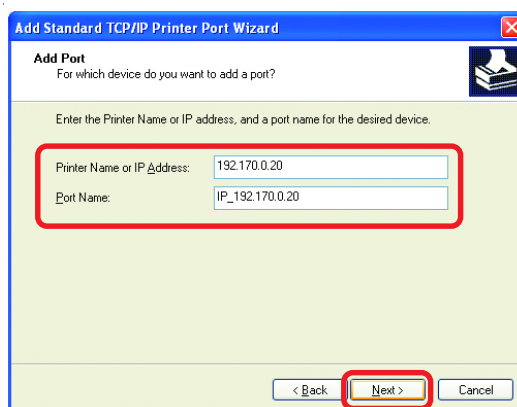 Add Standard TCP/IP Printer Port Wizard
Add Port
For which device do you want to add a port?
Enter the Printer Name or IP address, and a port name for the desired device.
Printer Name or IP Address: 192.170.0.20
Port Name: IP_192.170.0.20
< Back Next > Cancel